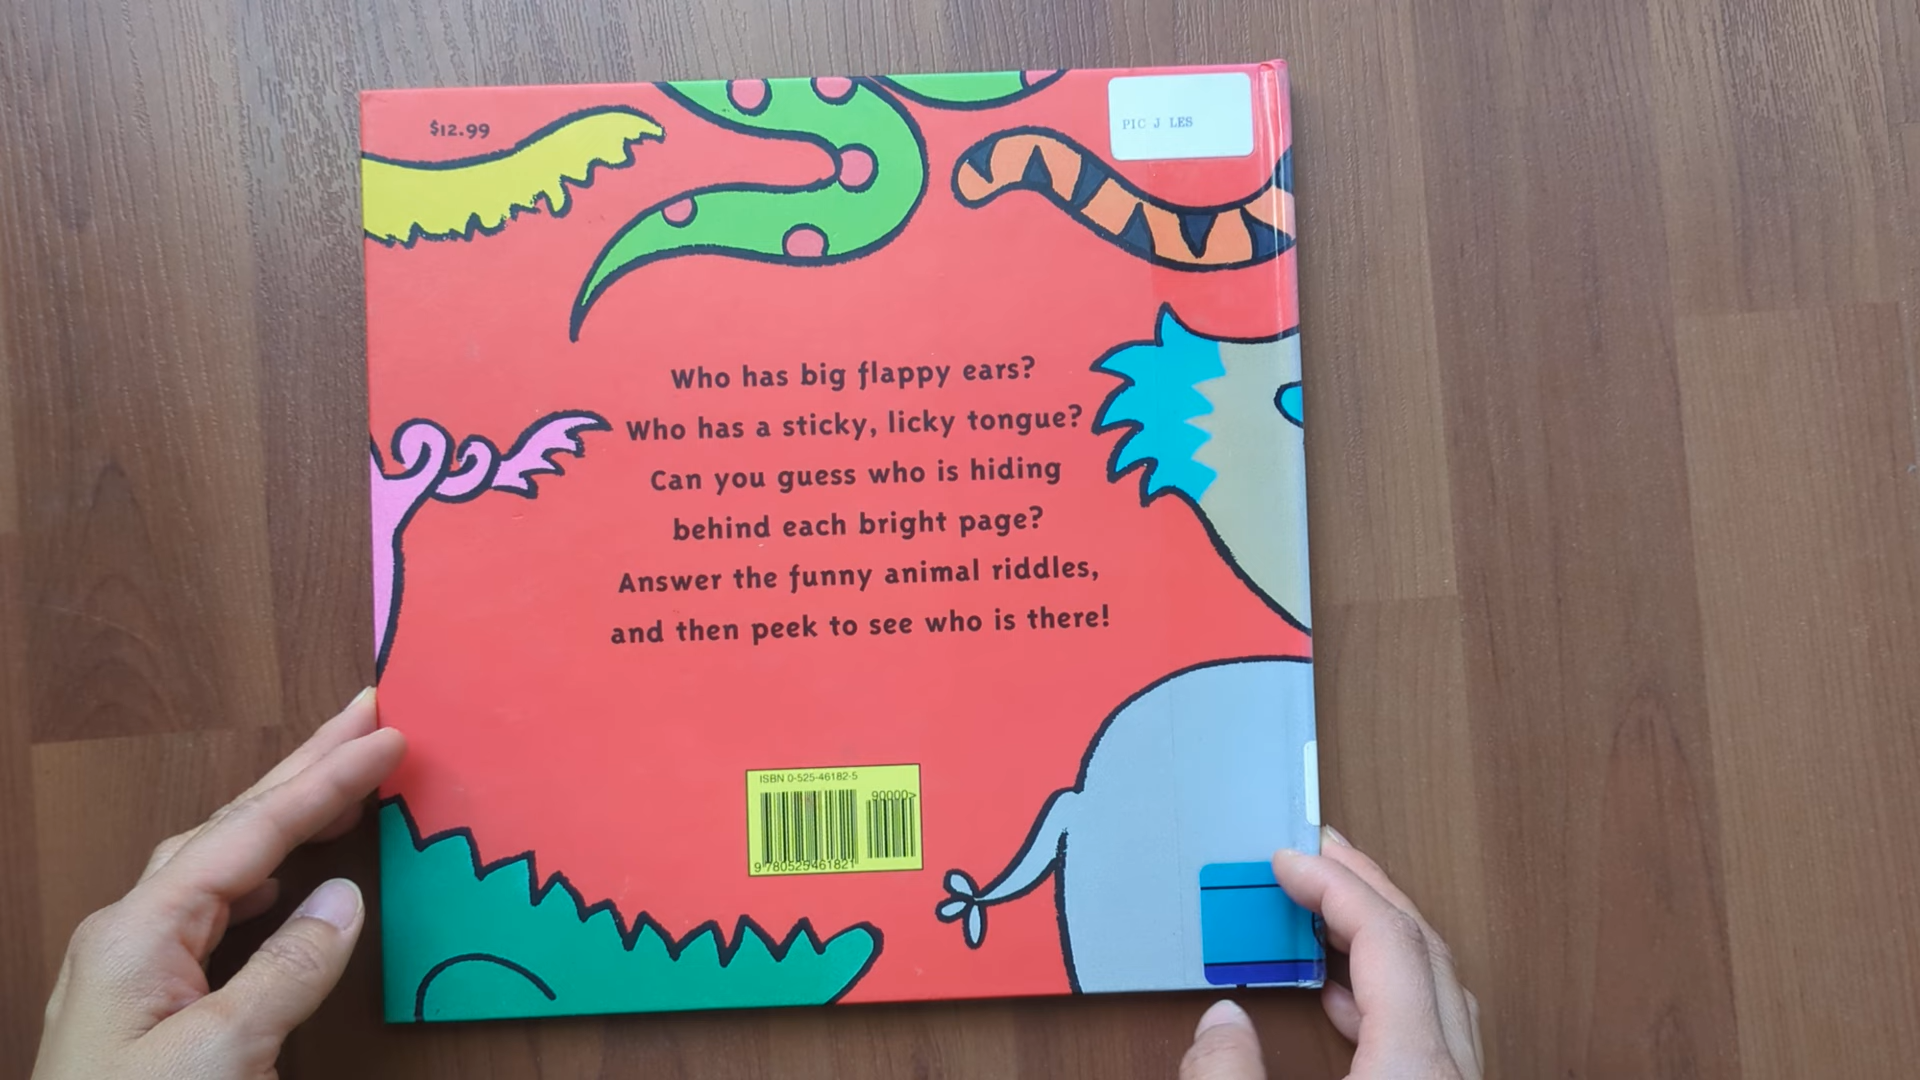 $12.99
PIC J LES
Who has big flappy ears?
Who has a sticky, licky tongue?
Can you guess who is hiding
behind each bright page?
Answer the funny animal riddles,
and then peek to see who is there!
ISBN 0-525-46182-5
90000>
9 780525 461821